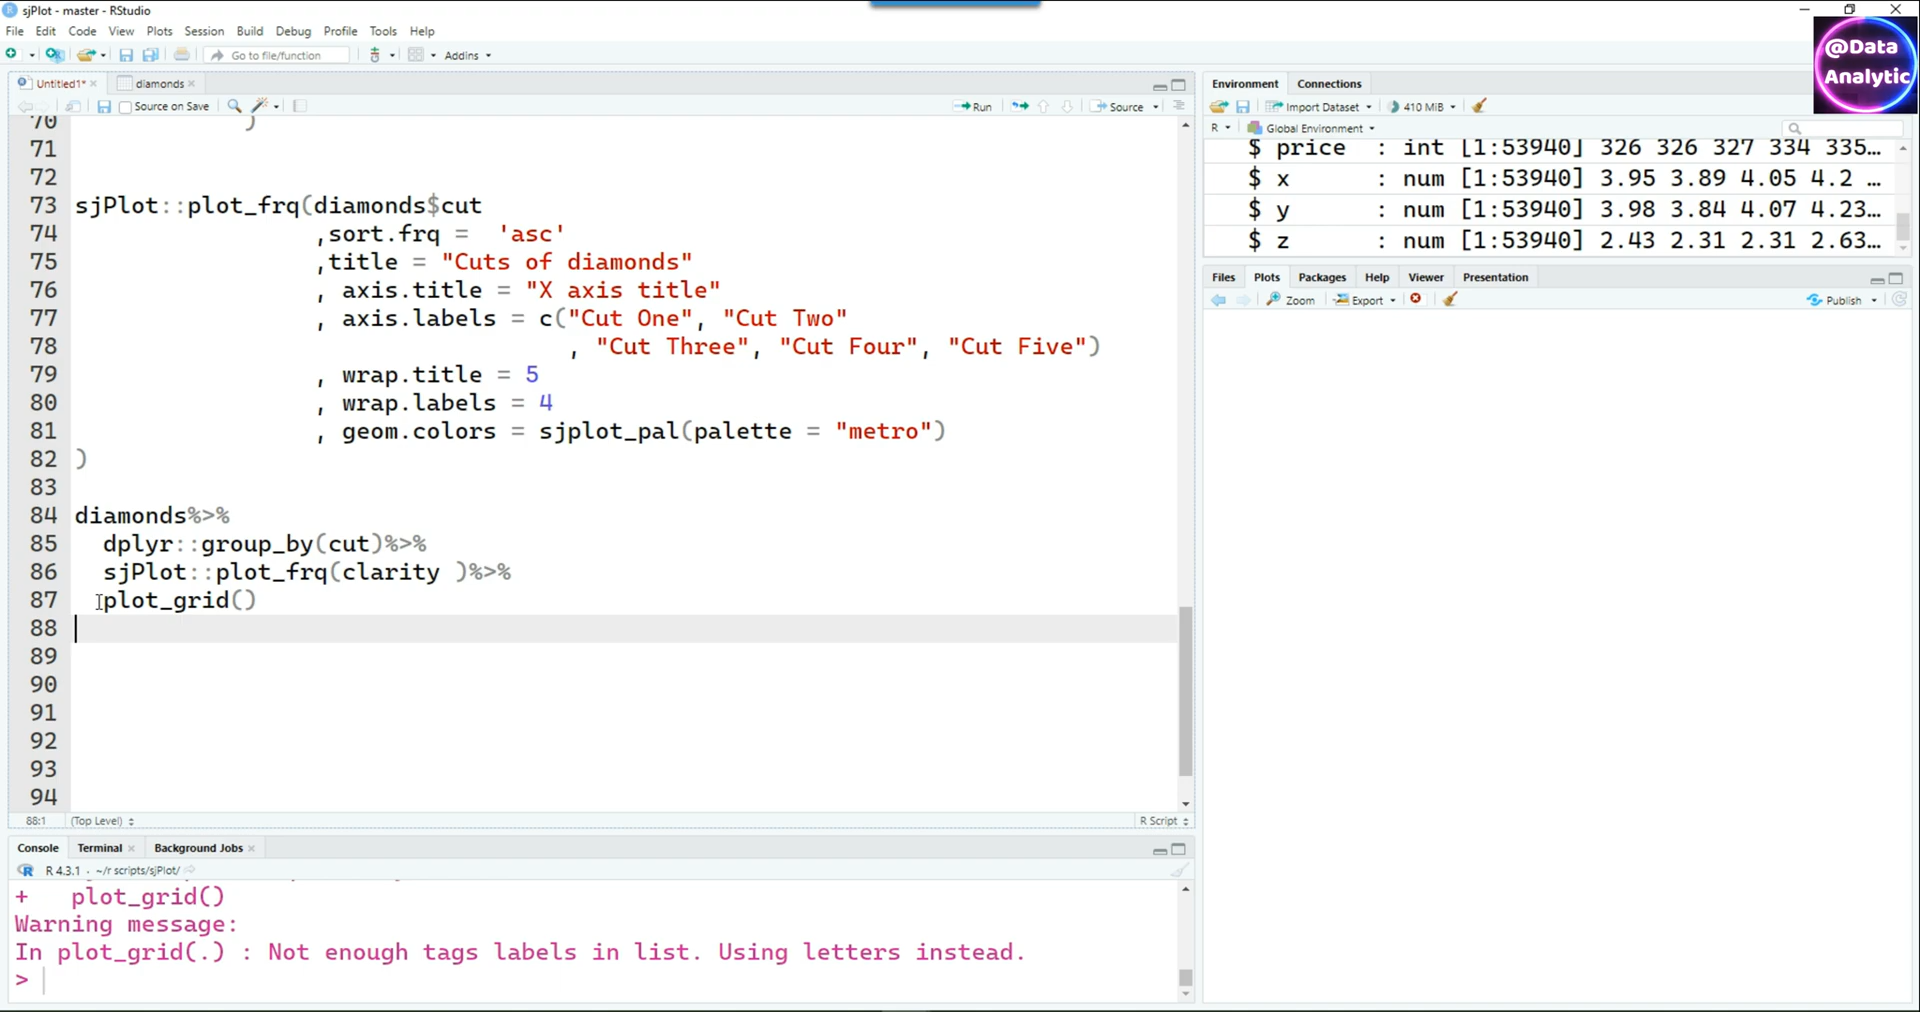 sjPlot - master - RStudio
File Edit Code View Plots Session Build Debug Profile Tools Help
Go to file/function Addins
@Data
Analytic
Untitled1* diamonds
Source on Save Run Source
70 )
71
72
73 sjPlot::plot_frq(diamonds$cut
74 ,sort.frq = 'asc'
75 ,title = "Cuts of diamonds"
76 , axis.title = "X axis title"
77 , axis.labels = c("Cut One", "Cut Two"
78 , "Cut Three", "Cut Four", "Cut Five")
79 , wrap.title = 5
80 , wrap.labels = 4
81 , geom.colors = sjplot_pal(palette = "metro")
82 )
83
84 diamonds%>%
85 dplyr::group_by(cut)%>%
86 sjPlot::plot_frq(clarity )%>%
87 plot_grid()
88
89
90
91
92
93
94
88:1 (Top Level) R Script
Console Terminal Background Jobs
R 4.3.1 · ~/r scripts/sjPlot/
+ plot_grid()
Warning message:
In plot_grid(.) : Not enough tags labels in list. Using letters instead.
>
Environment Connections
Import Dataset 410 MiB
R Global Environment
$ price : int [1:53940] 326 326 327 334 335…
$ x : num [1:53940] 3.95 3.89 4.05 4.2 …
$ y : num [1:53940] 3.98 3.84 4.07 4.23…
$ z : num [1:53940] 2.43 2.31 2.31 2.63…
Files Plots Packages Help Viewer Presentation
Zoom Export Publish